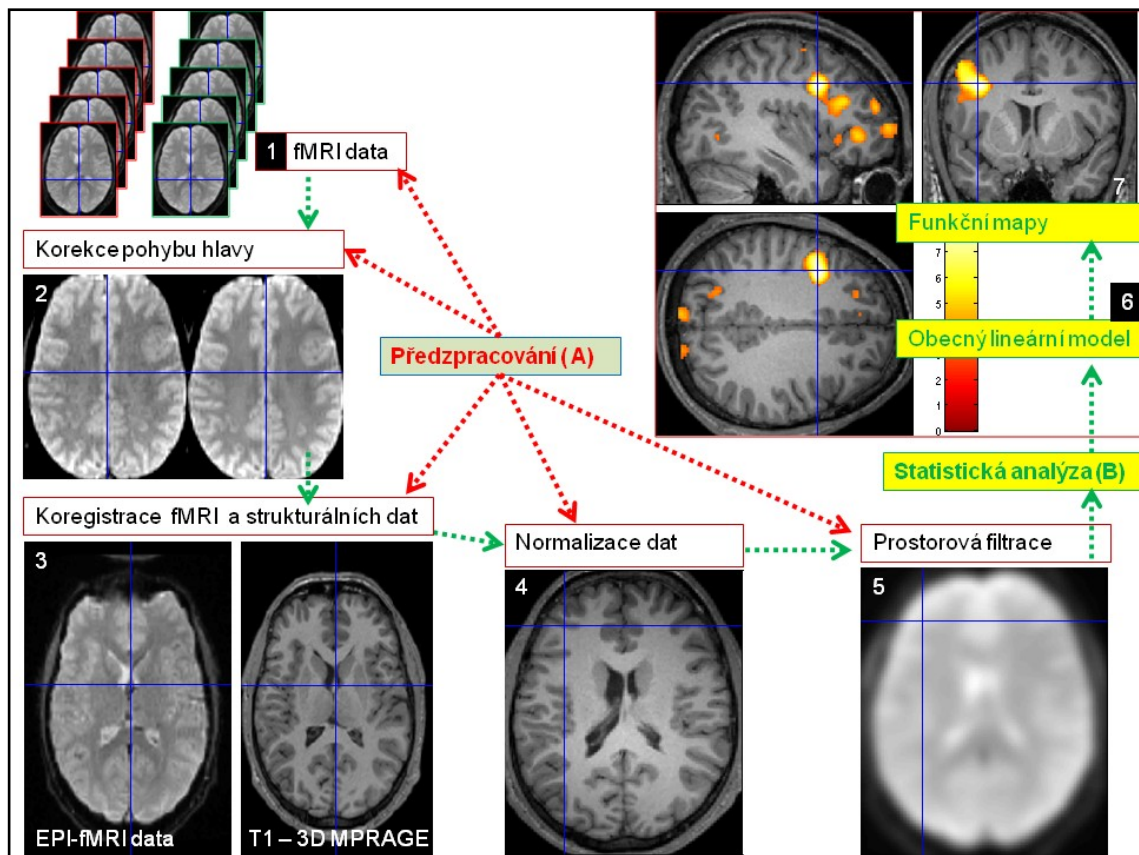 1 fMRI data
Korekce pohybu hlavy
2
Předzpracování (A)
Koregistrace fMRI a strukturálních dat
3
EPI-fMRI data
T1 – 3D MPRAGE
Normalizace dat
4
Prostorová filtrace
5
Statistická analýza (B)
Obecný lineární model
6
Funkční mapy
7
7
6
5
4
3
2
1
0